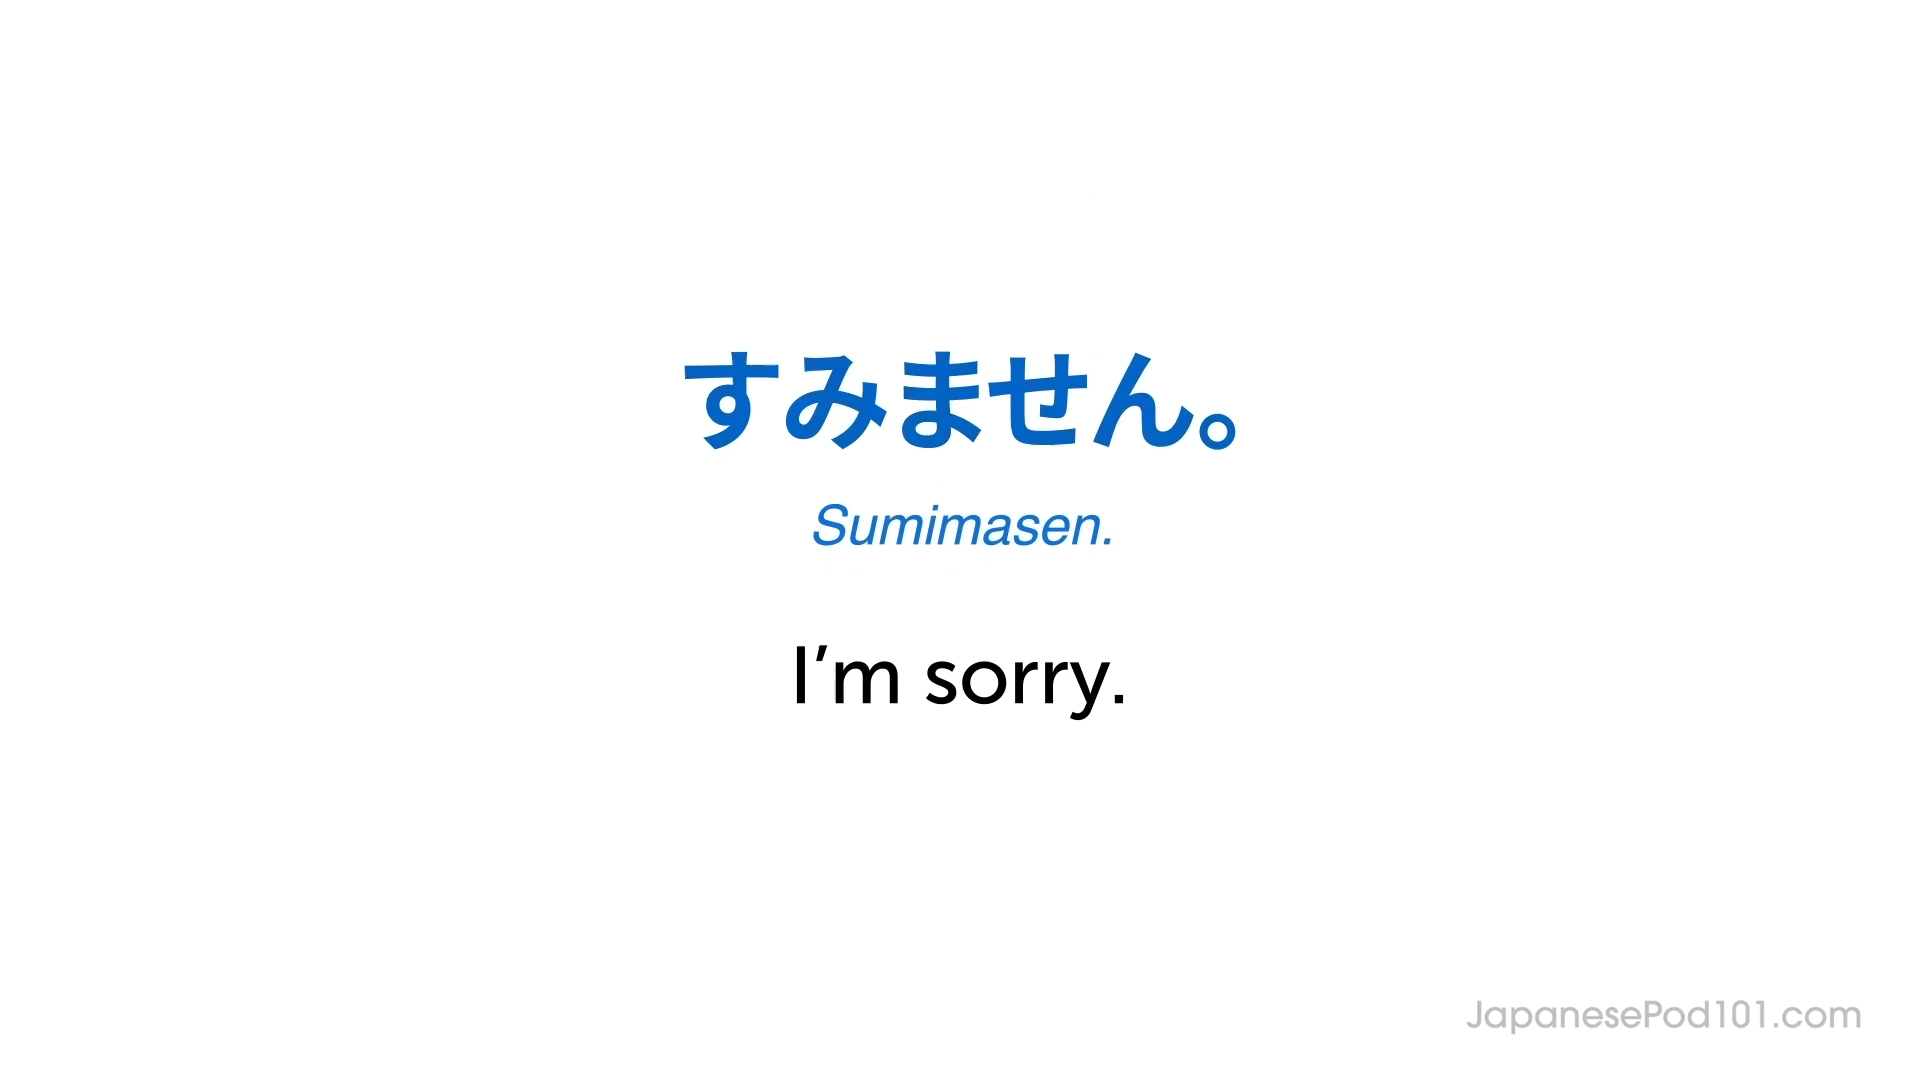 すみません。
Sumimasen.
I'm sorry.
JapanesePod101.com